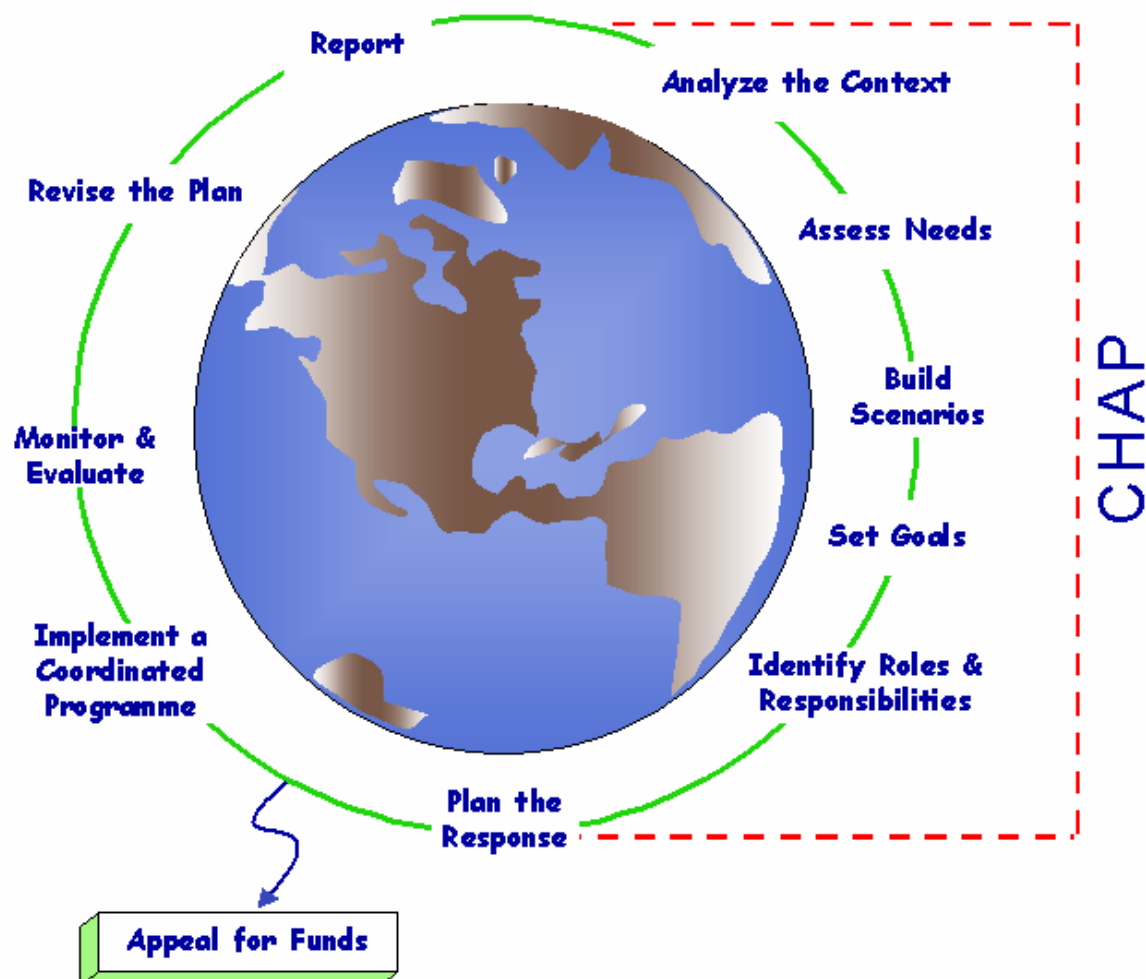 Report
Analyze the Context
Assess Needs
Build
Scenarios
Set Goals
Identify Roles &
Responsibilities
Plan the
Response
Implement a
Coordinated
Programme
Monitor &
Evaluate
Revise the Plan
Appeal for Funds
CHAP